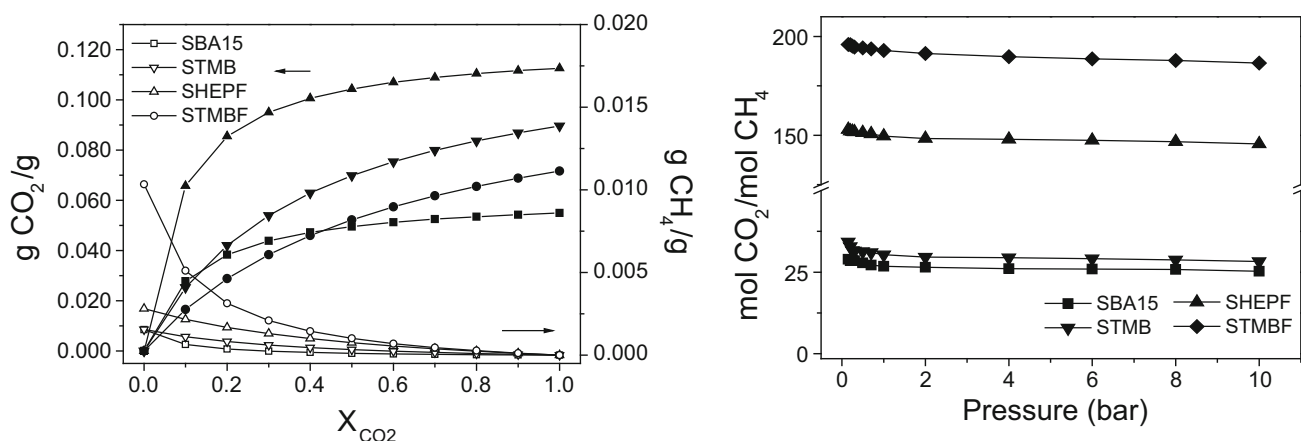 0.120
0.100
0.080
0.060
0.040
0.020
0.000
g CO2/g
SBA15
STMB
SHEPF
STMBF
0.020
0.015
0.010
0.005
0.000
g CH4/g
0.0 0.2 0.4 0.6 0.8 1.0
XCO2
200
150
25
0
mol CO2/mol CH4
SBA15 SHEPF
STMB STMBF
0 2 4 6 8 10
Pressure (bar)